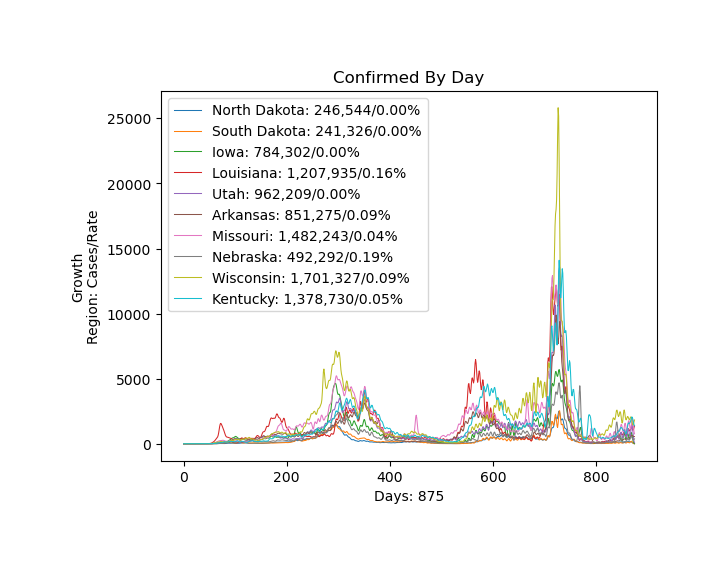 Confirmed By Day
North Dakota: 246,544/0.00%
South Dakota: 241,326/0.00%
Iowa: 784,302/0.00%
Louisiana: 1,207,935/0.16%
Utah: 962,209/0.00%
Arkansas: 851,275/0.09%
Missouri: 1,482,243/0.04%
Nebraska: 492,292/0.19%
Wisconsin: 1,701,327/0.09%
Kentucky: 1,378,730/0.05%
Growth
Region: Cases/Rate
25000
20000
15000
10000
5000
0
0 200 400 600 800
Days: 875